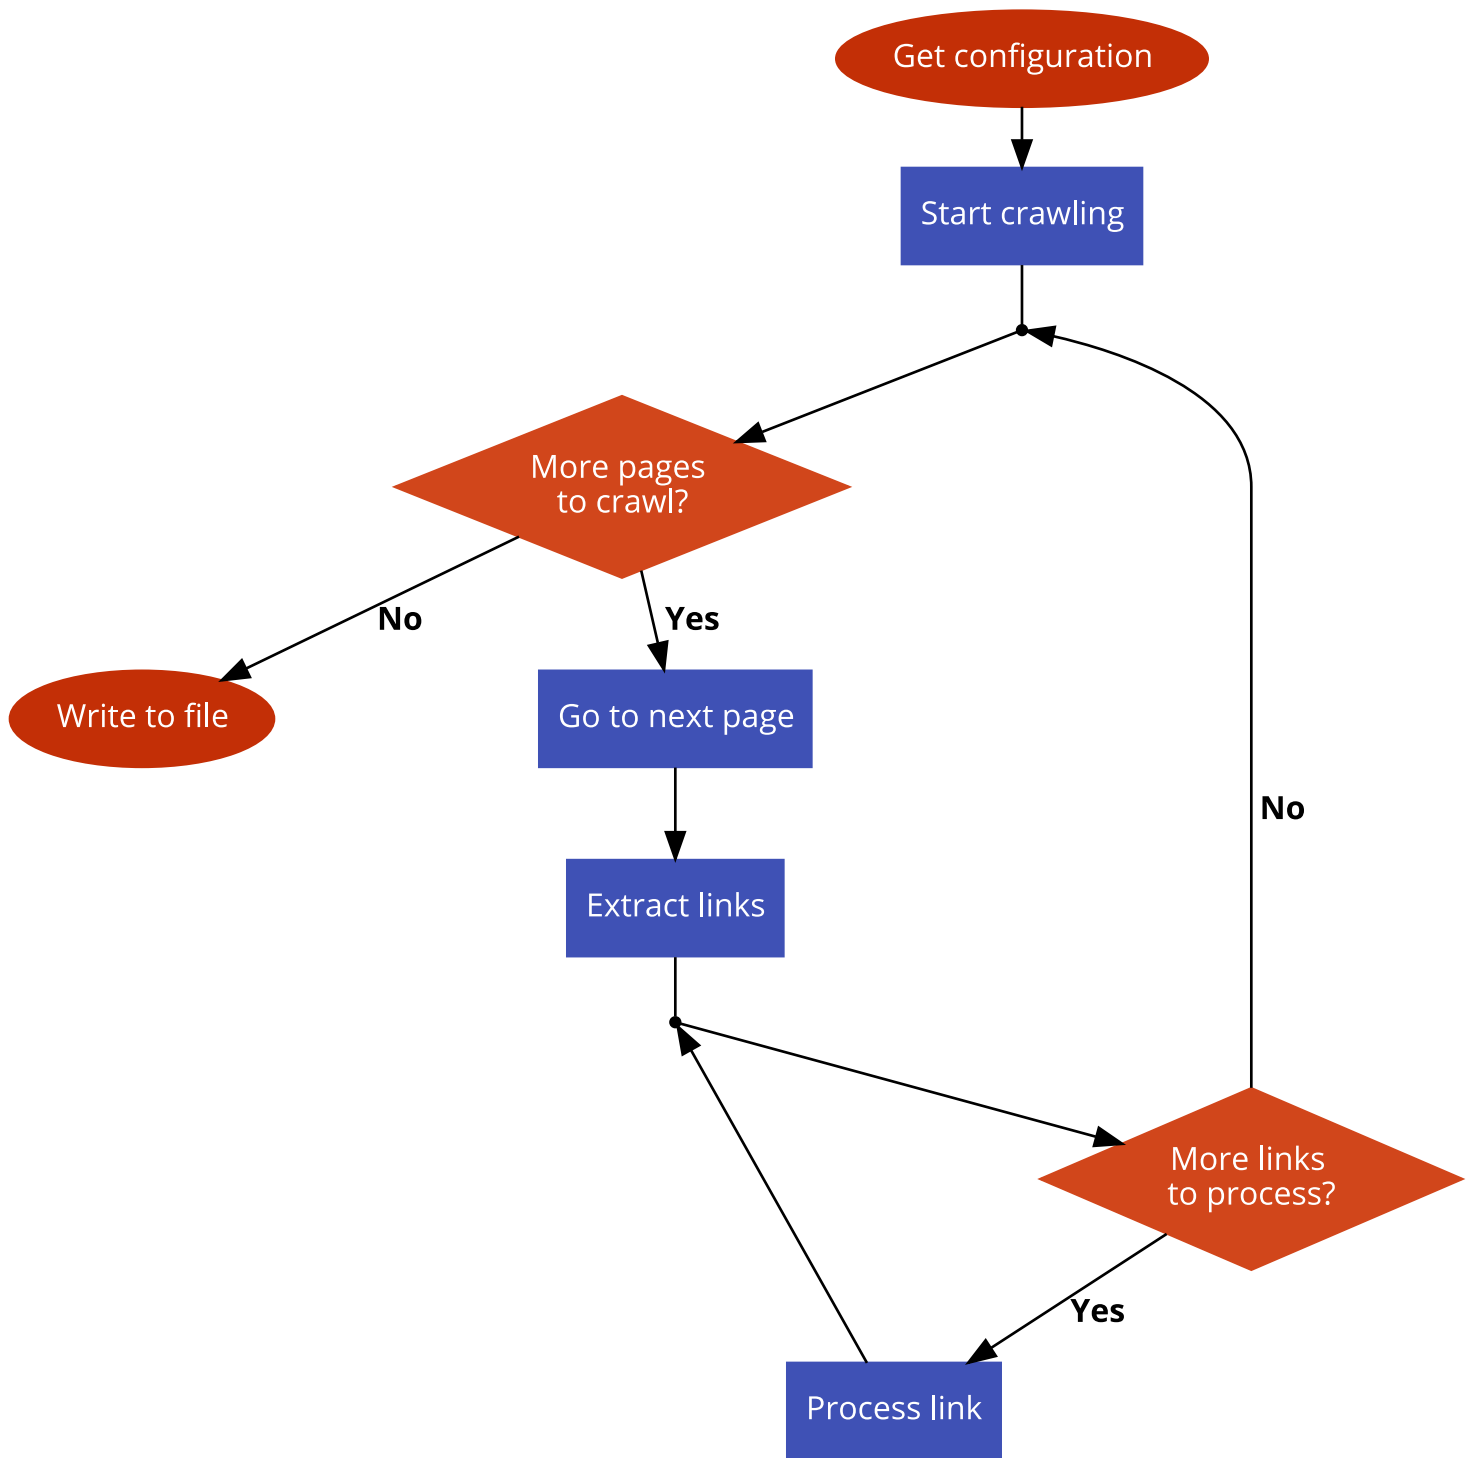 Get configuration
Start crawling
More pages
to crawl?
No
Yes
Write to file
Go to next page
No
Extract links
More links
to process?
Yes
Process link